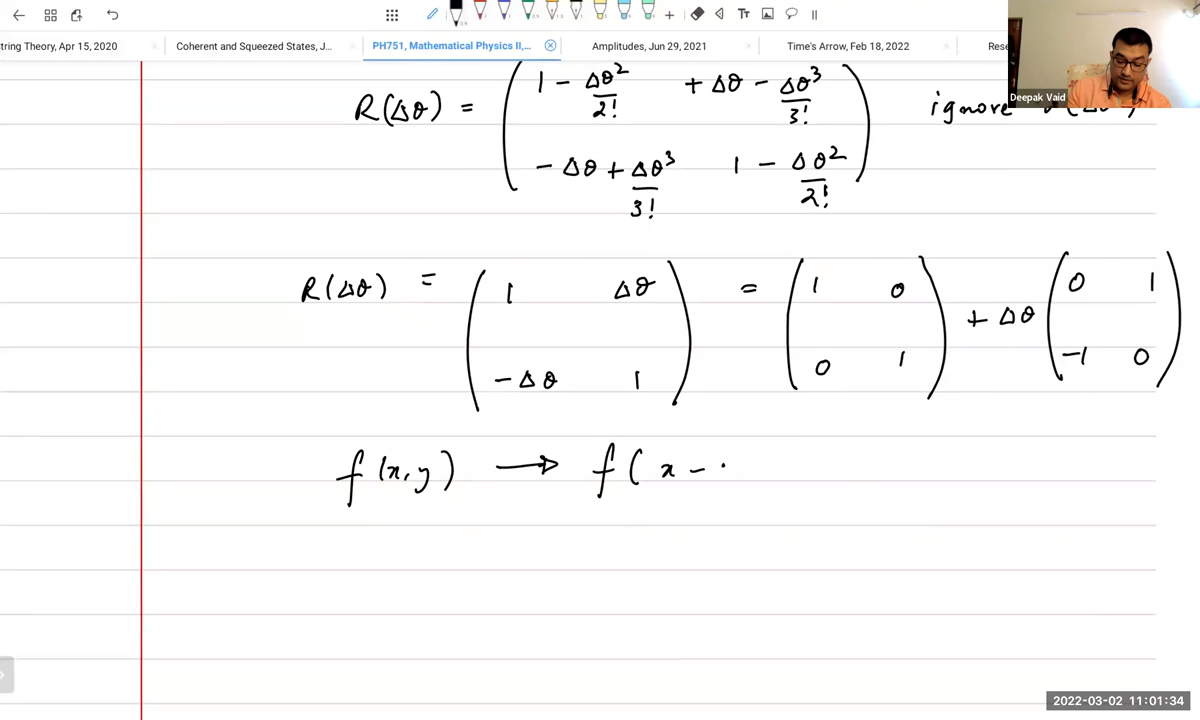 tring Theory, Apr 15, 2020 Coherent and Squeezed States, J... PH751, Mathematical Physics II,... Amplitudes, Jun 29, 2021 Time's Arrow, Feb 18, 2022 Rese
Deepak Vaid
R(Δθ) = ( 1 - Δθ²/2! + Δθ - Δθ³/3! ignore
- Δθ + Δθ³/3! 1 - Δθ²/2! )
R(Δθ) = ( 1 Δθ = ( 1 0 + Δθ ( 0 1
- Δθ 1 ) 0 1 ) -1 0 )
f(x,y) → f( x - 
2022-03-02 11:01:34